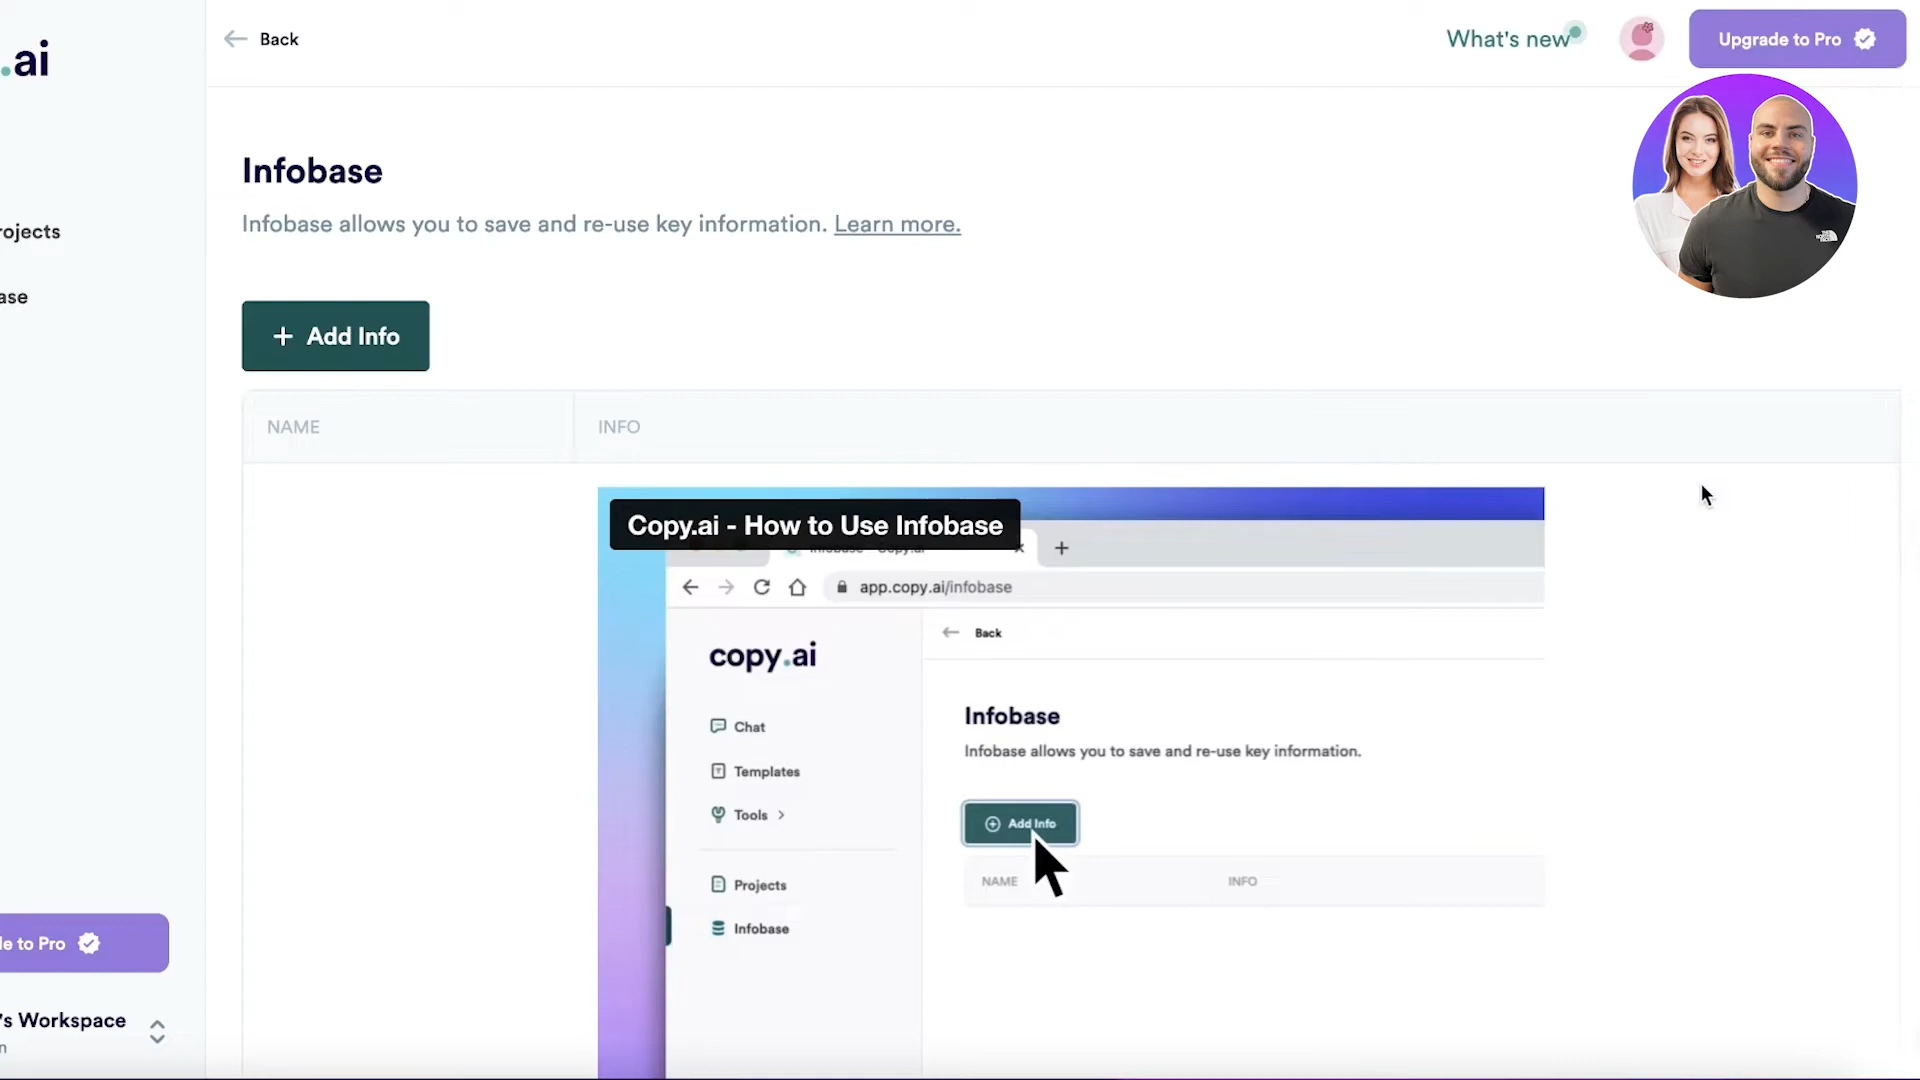 .ai
Back
What's new
Upgrade to Pro
Infobase
Infobase allows you to save and re-use key information. Learn more.
rojects
ase
+ Add Info
NAME
INFO
Copy.ai - How to Use Infobase
app.copy.ai/infobase
Back
copy.ai
Chat
Templates
Tools
Projects
Infobase
Infobase
Infobase allows you to save and re-use key information.
Add Info
NAME
INFO
le to Pro
's Workspace
n